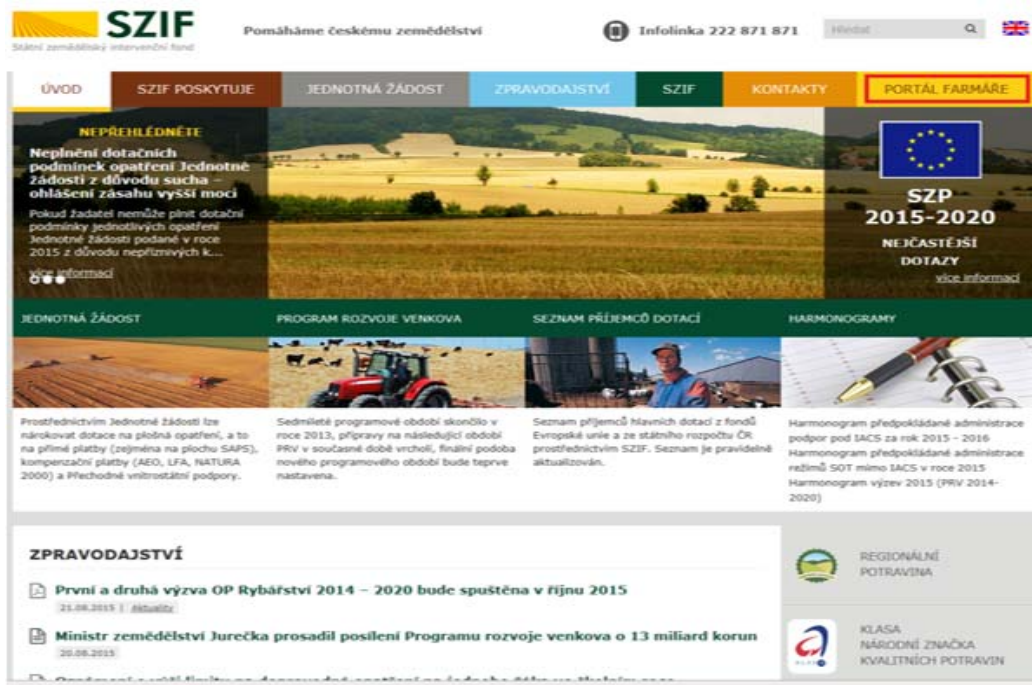 SZIF
Státní zemědělský intervenční fond
Pomáháme českému zemědělství
Infolinka 222 871 871
Hledat
ÚVOD
SZIF POSKYTUJE
JEDNOTNÁ ŽÁDOST
ZPRAVODAJSTVÍ
SZIF
KONTAKTY
PORTÁL FARMÁŘE
NEPŘEHLÉDNĚTE
Neplnění dotačních
podmínek opatření Jednotné
žádosti z důvodu sucha –
ohlášení zásahu vyšší moci
Pokud žadatel nemůže plnit dotační
podmínky jednotlivých opatření
Jednotné žádosti podané v roce
2015 z důvodu nepříznivých k...
více informací
SZP
2015-2020
NEJČASTĚJŠÍ
DOTAZY
více informací
JEDNOTNÁ ŽÁDOST
Prostřednictvím Jednotné žádosti lze
nárokovat dotace na plošná opatření, a to
na přímé platby (zejména na plochu SAPS),
kompenzační platby (AEO, LFA, NATURA
2000) a Přechodné vnitrostátní podpory.
PROGRAM ROZVOJE VENKOVA
Sedmileté programové období skončilo v
roce 2013, přípravy na následující období
PRV v současné době vrcholí, finální podoba
nového programového období bude teprve
nastavena.
SEZNAM PŘÍJEMCŮ DOTACÍ
Seznam příjemců hlavních dotací z fondů
Evropské unie a ze státního rozpočtu ČR
prostřednictvím SZIF. Seznam je pravidelně
aktualizován.
HARMONOGRAMY
Harmonogram předpokládané administrace
podpor pod IACS za rok 2015 - 2016
Harmonogram předpokládané administrace
režimů SOT mimo IACS v roce 2015
Harmonogram výzev 2015 (PRV 2014-
2020)
ZPRAVODAJSTVÍ
První a druhá výzva OP Rybářství 2014 – 2020 bude spuštěna v říjnu 2015
21.08.2015 | Aktuality
Ministr zemědělství Jurečka prosadil posílení Programu rozvoje venkova o 13 miliard korun
20.08.2015
REGIONÁLNÍ
POTRAVINA
KLASA
NÁRODNÍ ZNAČKA
KVALITNÍCH POTRAVIN